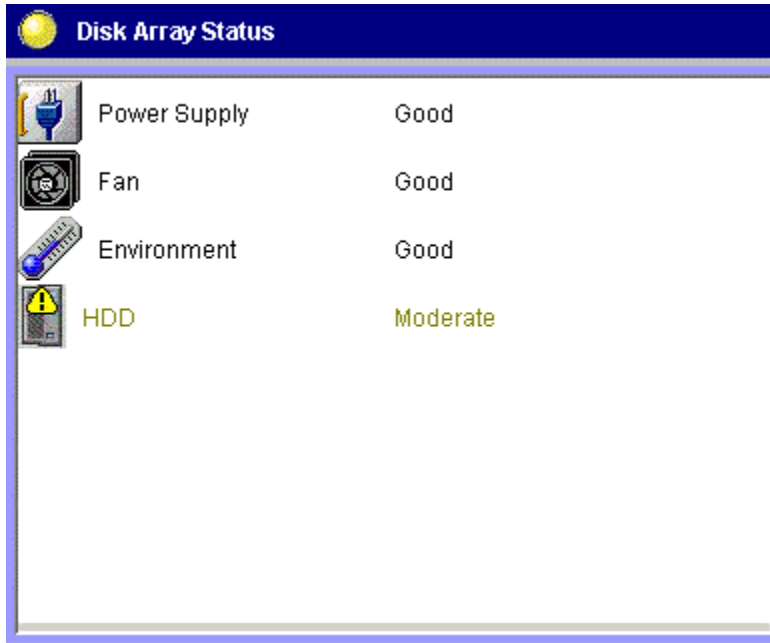 Disk Array Status
Power Supply Good
Fan Good
Environment Good
HDD Moderate